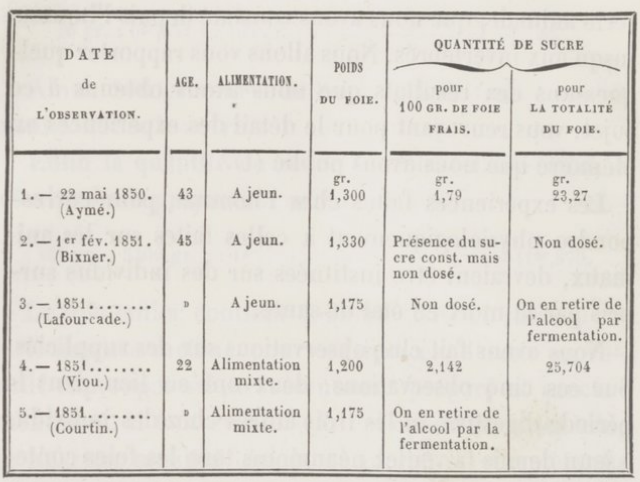 DATE
de
L'OBSERVATION.
AGE.
ALIMENTATION.
POIDS
DU FOIE.
QUANTITÉ DE SUCRE
pour
100 GR. DE FOIE
FRAIS.
pour
LA TOTALITÉ
DU FOIE.
gr. gr. gr.
1. — 22 mai 1850. 43 A jeun. 1,300 1,79 23,27
(Aymé.)
2. — 1er fév. 1851. 45 A jeun. 1,330 Présence du su- Non dosé.
(Bixner.) cre const. mais
non dosé.
3. — 1851........ » A jeun. 1,175 Non dosé. On en retire de
(Lafourcade.) l'alcool par
fermentation.
4. — 1851........ 22 Alimentation 1,200 2,142 25,704
(Viou.) mixte.
5. — 1851........ » Alimentation 1,175 On en retire de
(Courtin.) mixte. l'alcool par la
fermentation.